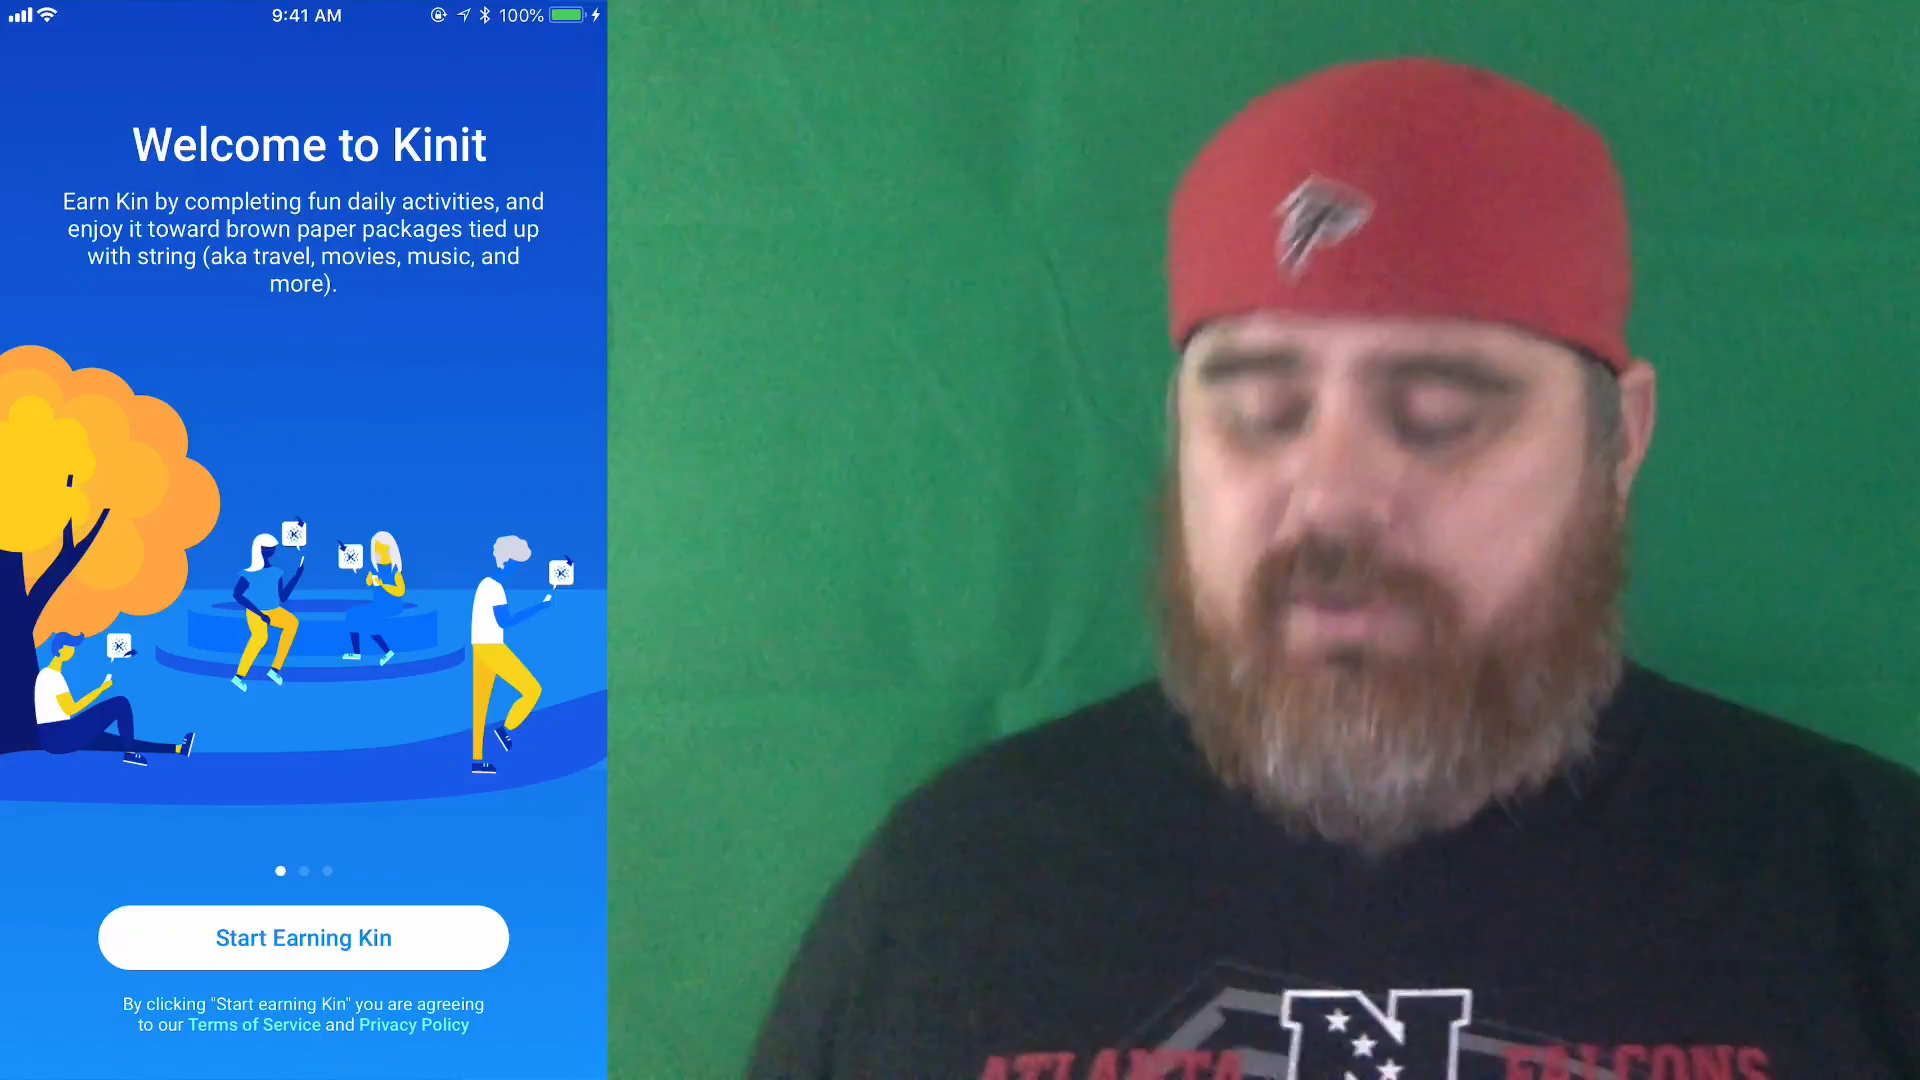 9:41 AM
100%
Welcome to Kinit
Earn Kin by completing fun daily activities, and
enjoy it toward brown paper packages tied up
with string (aka travel, movies, music, and
more).
Start Earning Kin
By clicking "Start earning Kin" you are agreeing
to our Terms of Service and Privacy Policy
N
ATLANTA FALCONS